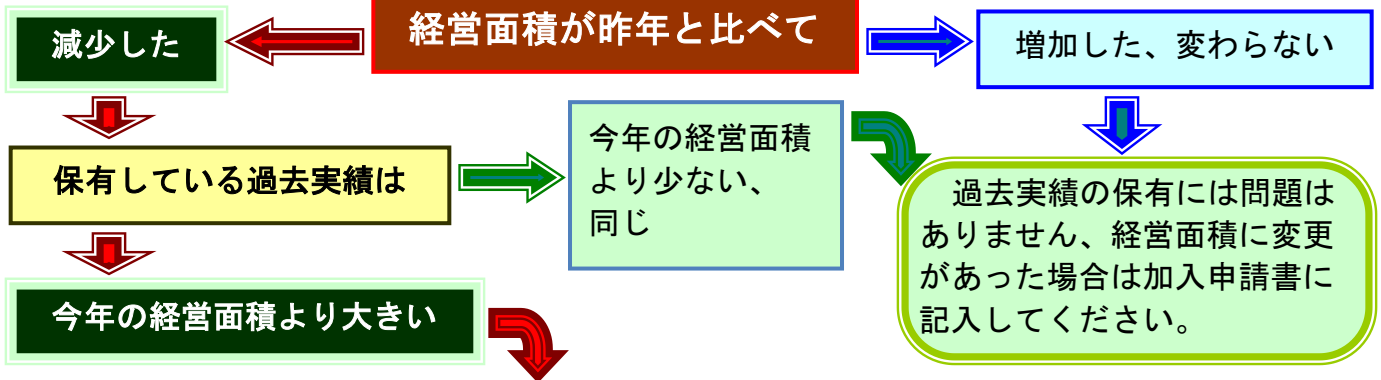 経営面積が昨年と比べて
減少した
増加した、変わらない
保有している過去実績は
今年の経営面積
より少ない、
同じ
過去実績の保有には問題は
ありません、経営面積に変更
があった場合は加入申請書に
記入してください。
今年の経営面積より大きい